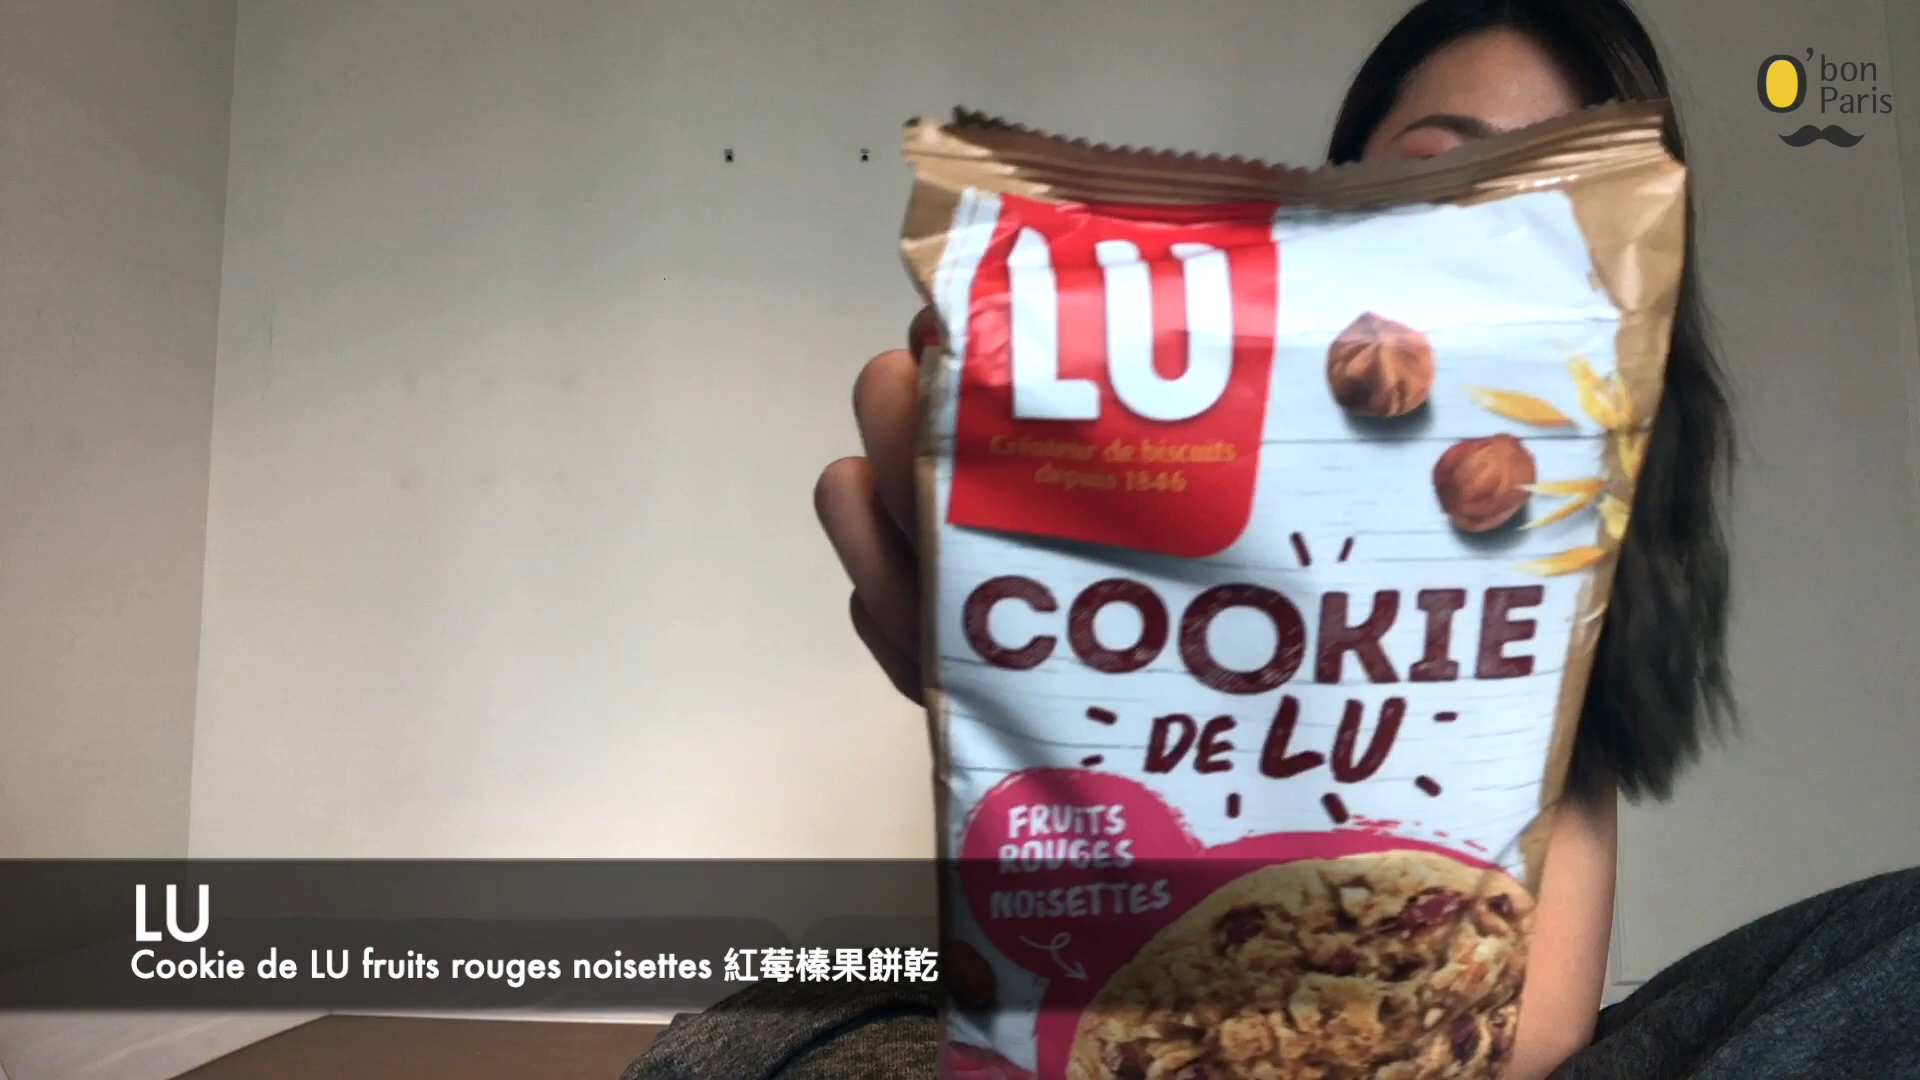 O'bon
Paris
LU
Créateur de biscuits
depuis 1846
COOKIE
DE LU
FRUITS
ROUGES
NOISETTES
LU
Cookie de LU fruits rouges noisettes 紅莓榛果餅乾